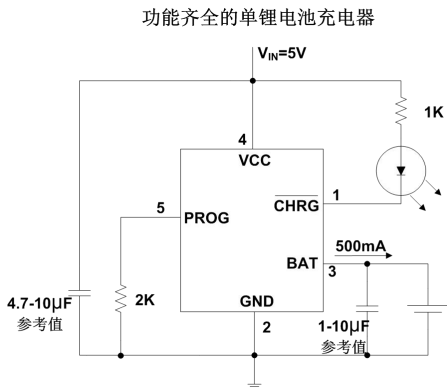 功能齐全的单锂电池充电器
V_IN=5V
1K
4
VCC
5
PROG
CHRG
1
500mA
BAT
3
4.7-10μF
参考值
2K
GND
2
1-10μF
参考值